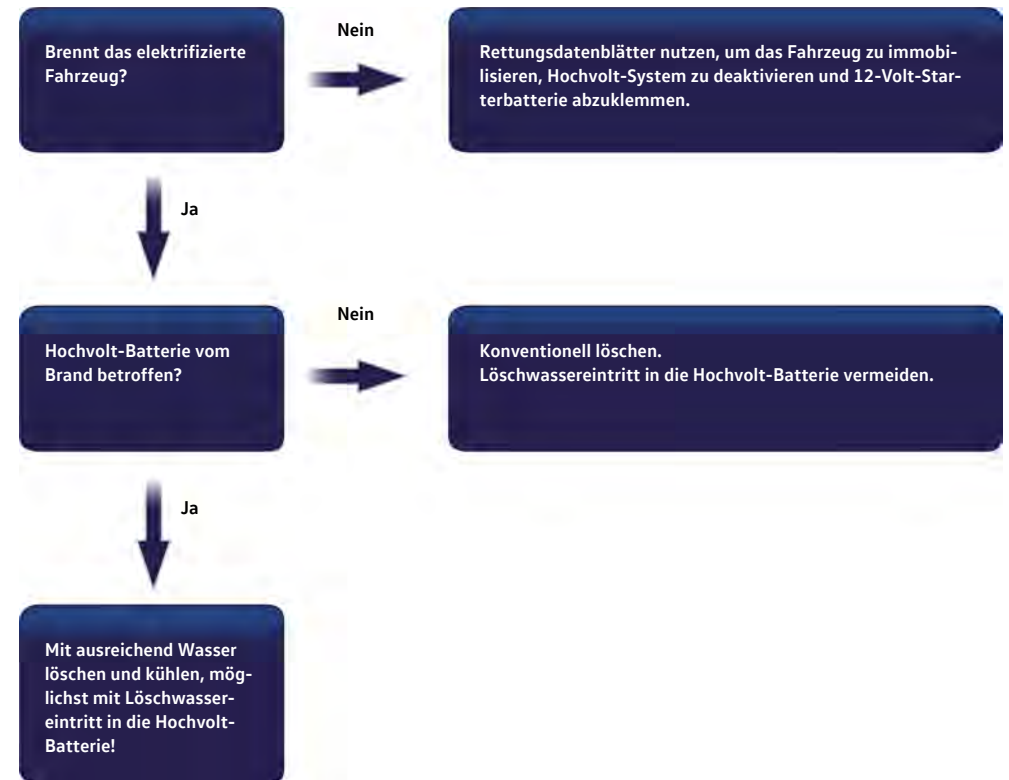 Brennt das elektrifizierte
Fahrzeug?
Nein
Rettungsdatenblätter nutzen, um das Fahrzeug zu immobi-
lisieren, Hochvolt-System zu deaktivieren und 12-Volt-Star-
terbatterie abzuklemmen.
Ja
Hochvolt-Batterie vom
Brand betroffen?
Nein
Konventionell löschen.
Löschwassereintritt in die Hochvolt-Batterie vermeiden.
Ja
Mit ausreichend Wasser
löschen und kühlen, mög-
lichst mit Löschwasser-
eintritt in die Hochvolt-
Batterie!